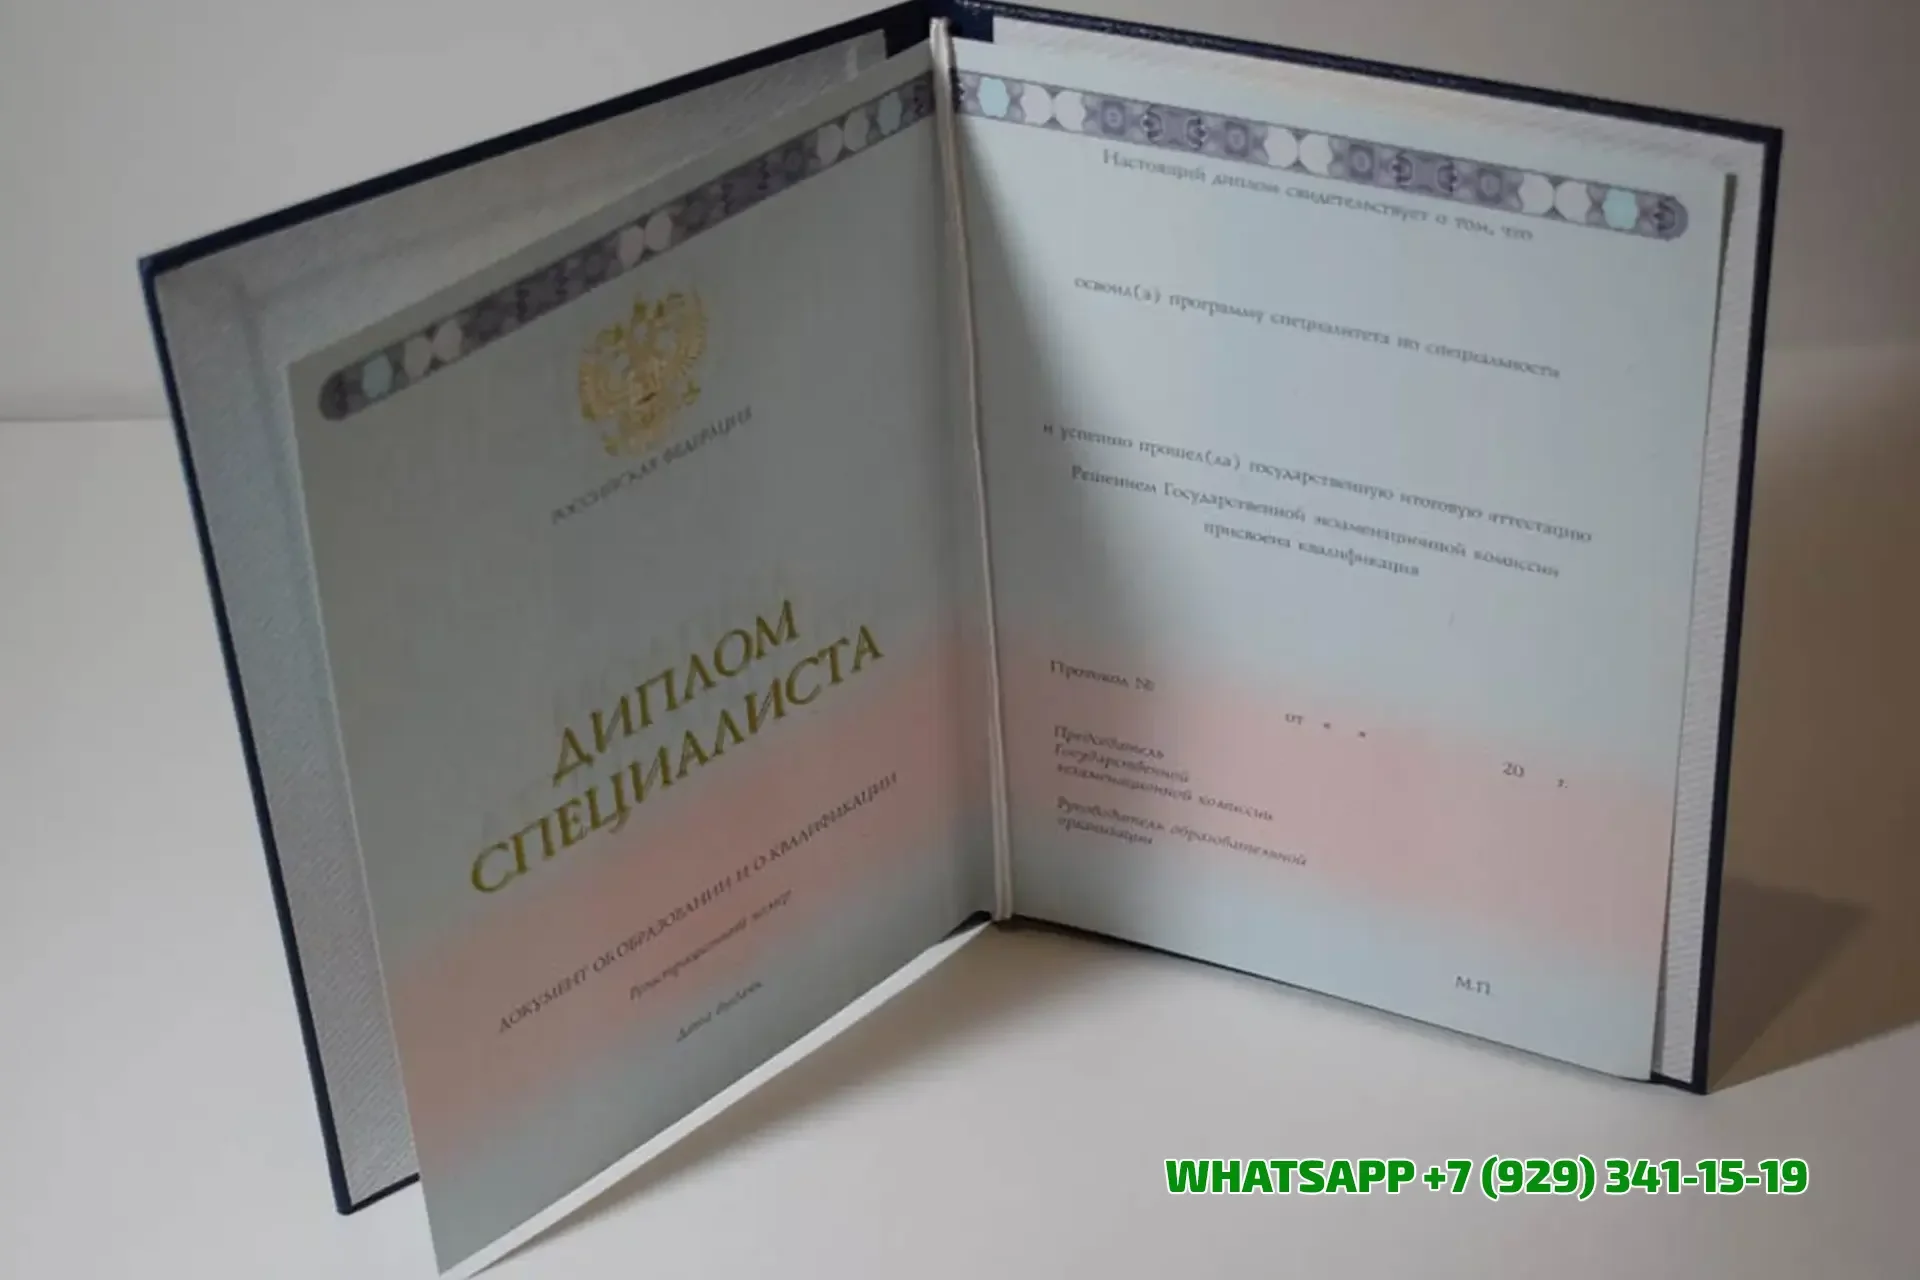 РОССИЙСКАЯ ФЕДЕРАЦИЯ
ДИПЛОМ
СПЕЦИАЛИСТА
ДОКУМЕНТ ОБ ОБРАЗОВАНИИ И О КВАЛИФИКАЦИИ
Регистрационный номер
Дата выдачи
Настоящий диплом свидетельствует о том, что
освоил(а) программу специалитета по специальности
и успешно прошел(ла) государственную итоговую аттестацию
Решением Государственной экзаменационной комиссии
присвоена квалификация
Протокол №
от « »
20 г.
Председатель
Государственной
экзаменационной комиссии
Руководитель образовательной
организации
М.П.
WHATSAPP +7 (929) 341-15-19